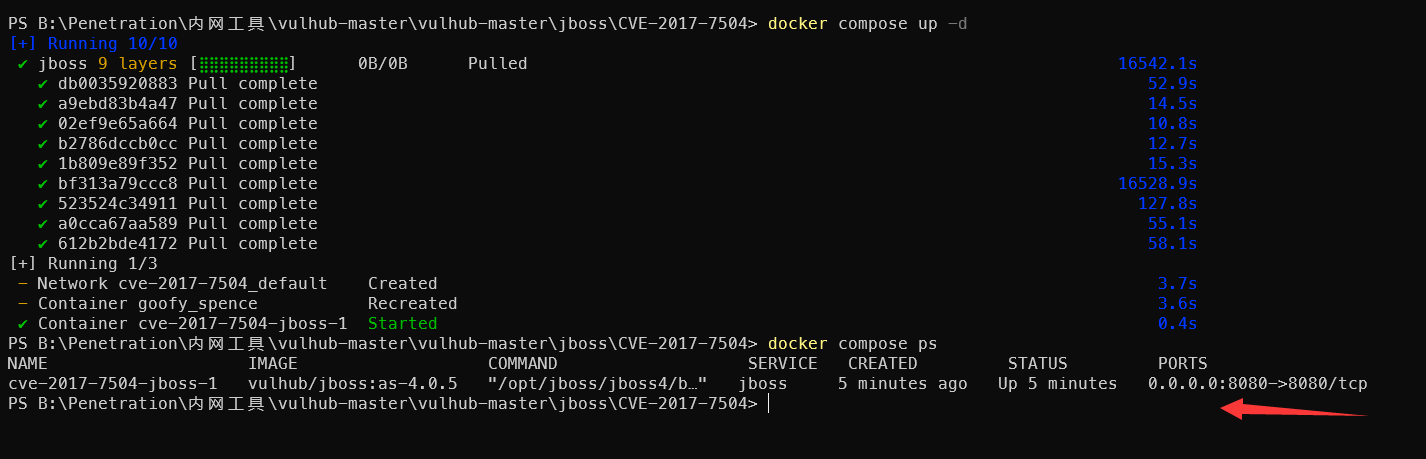 PS B:\Penetration\内网工具\vulhub-master\vulhub-master\jboss\CVE-2017-7504> docker compose up -d
[+] Running 10/10
✔ jboss 9 layers [⣿⣿⣿⣿⣿⣿⣿⣿⣿] 0B/0B Pulled 16542.1s
✔ db0035920883 Pull complete 52.9s
✔ a9ebd83b4a47 Pull complete 14.5s
✔ 02ef9e65a664 Pull complete 10.8s
✔ b2786dccb0cc Pull complete 12.7s
✔ 1b809e89f352 Pull complete 15.3s
✔ bf313a79ccc8 Pull complete 16528.9s
✔ 523524c34911 Pull complete 127.8s
✔ a0cca67aa589 Pull complete 55.1s
✔ 612b2bde4172 Pull complete 58.1s
[+] Running 1/3
- Network cve-2017-7504_default Created 3.7s
- Container goofy_spence Recreated 3.6s
✔ Container cve-2017-7504-jboss-1 Started 0.4s
PS B:\Penetration\内网工具\vulhub-master\vulhub-master\jboss\CVE-2017-7504> docker compose ps
NAME IMAGE COMMAND SERVICE CREATED STATUS PORTS
cve-2017-7504-jboss-1 vulhub/jboss:as-4.0.5 "/opt/jboss/jboss4/b…" jboss 5 minutes ago Up 5 minutes 0.0.0.0:8080->8080/tcp
PS B:\Penetration\内网工具\vulhub-master\vulhub-master\jboss\CVE-2017-7504>